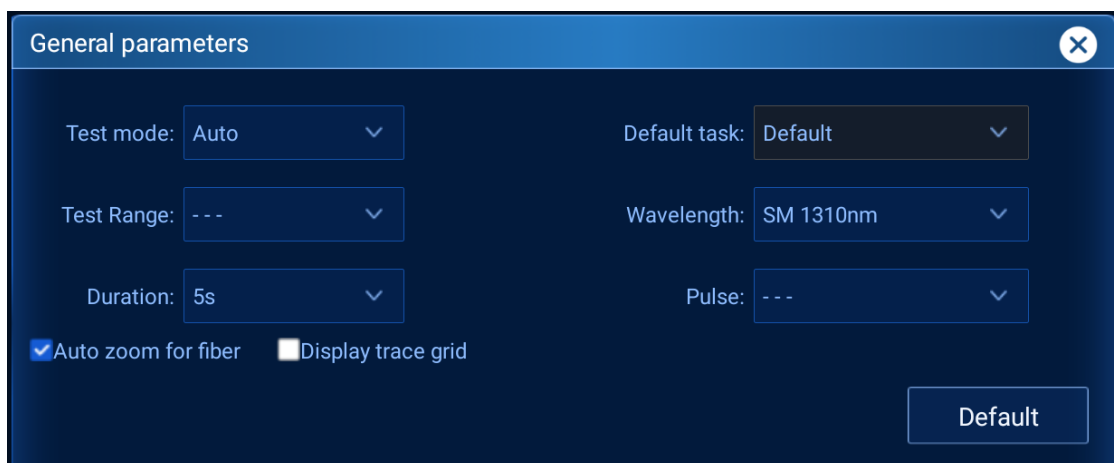 General parameters
Test mode: Auto
Default task: Default
Test Range: - - -
Wavelength: SM 1310nm
Duration: 5s
Pulse: - - -
Auto zoom for fiber
Display trace grid
Default